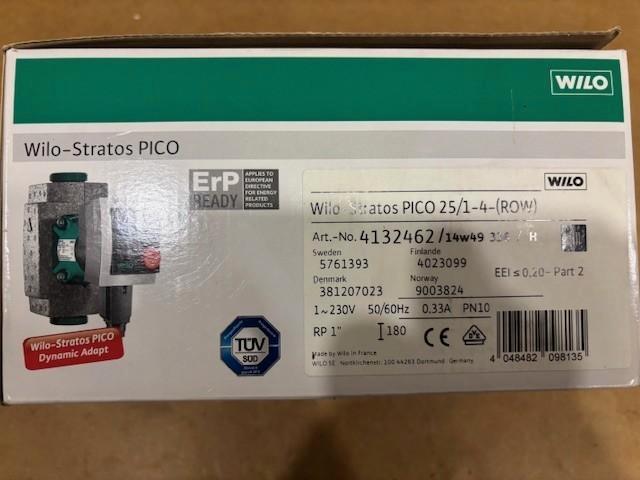 WILO
Wilo-Stratos PICO
ErP READY
APPLIES TO EUROPEAN DIRECTIVE FOR ENERGY RELATED PRODUCTS
WILO
Wilo-Stratos PICO 25/1-4-(ROW)
Art.-No. 4132462/14w49 H
Sweden Finlande
5761393 4023099
EEI ≤ 0,20- Part 2
Denmark Norway
381207023 9003824
1~230V 50/60Hz 0.33A PN10
RP 1" 180 CE
Wilo-Stratos PICO
Dynamic Adapt
TÜV
SÜD
Made by Wilo in France
WILO SE Nortkirchenstr. 100 44263 Dortmund Germany
4 048482 098135